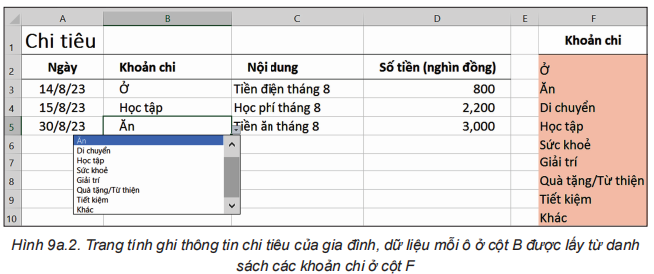 A B C D E F
1 Chi tiêu Khoản chi
2 Ngày Khoản chi Nội dung Số tiền (nghìn đồng) Ở
3 14/8/23 Ở Tiền điện tháng 8 800 Ăn
4 15/8/23 Học tập Học phí tháng 8 2,200 Di chuyển
5 30/8/23 Ăn Tiền ăn tháng 8 3,000 Học tập
6 Ăn Sức khoẻ
Di chuyển
7 Học tập Giải trí
Sức khoẻ
8 Giải trí Quà tặng/Từ thiện
Quà tặng/Từ thiện
9 Tiết kiệm Tiết kiệm
10 Khác Khác
Hình 9a.2. Trang tính ghi thông tin chi tiêu của gia đình, dữ liệu mỗi ô ở cột B được lấy từ danh
sách các khoản chi ở cột F